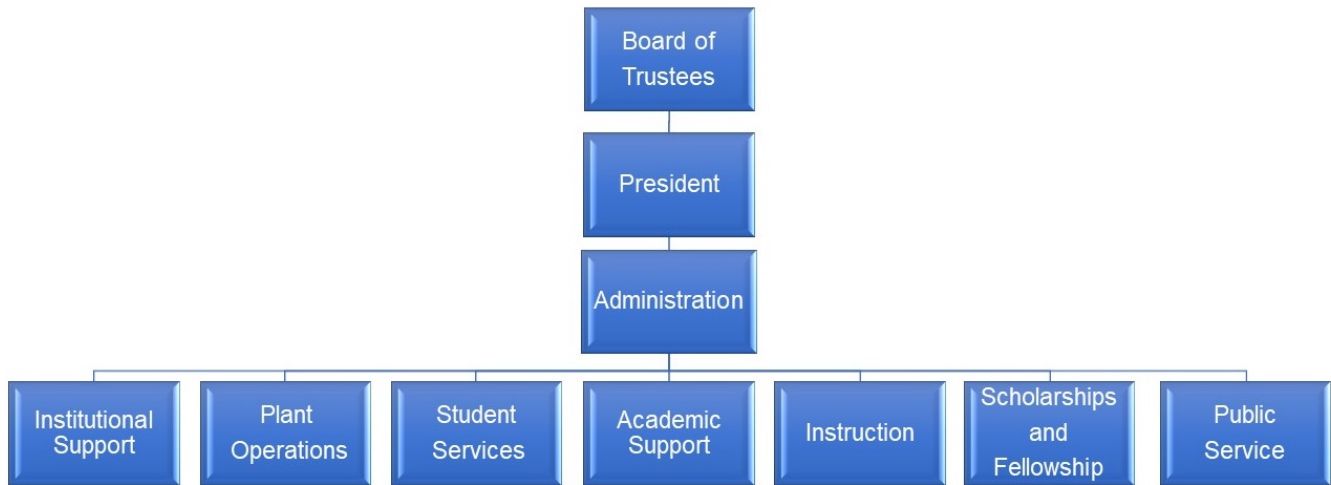 Board of
Trustees
President
Administration
Institutional
Support
Plant
Operations
Student
Services
Academic
Support
Instruction
Scholarships
and
Fellowship
Public
Service